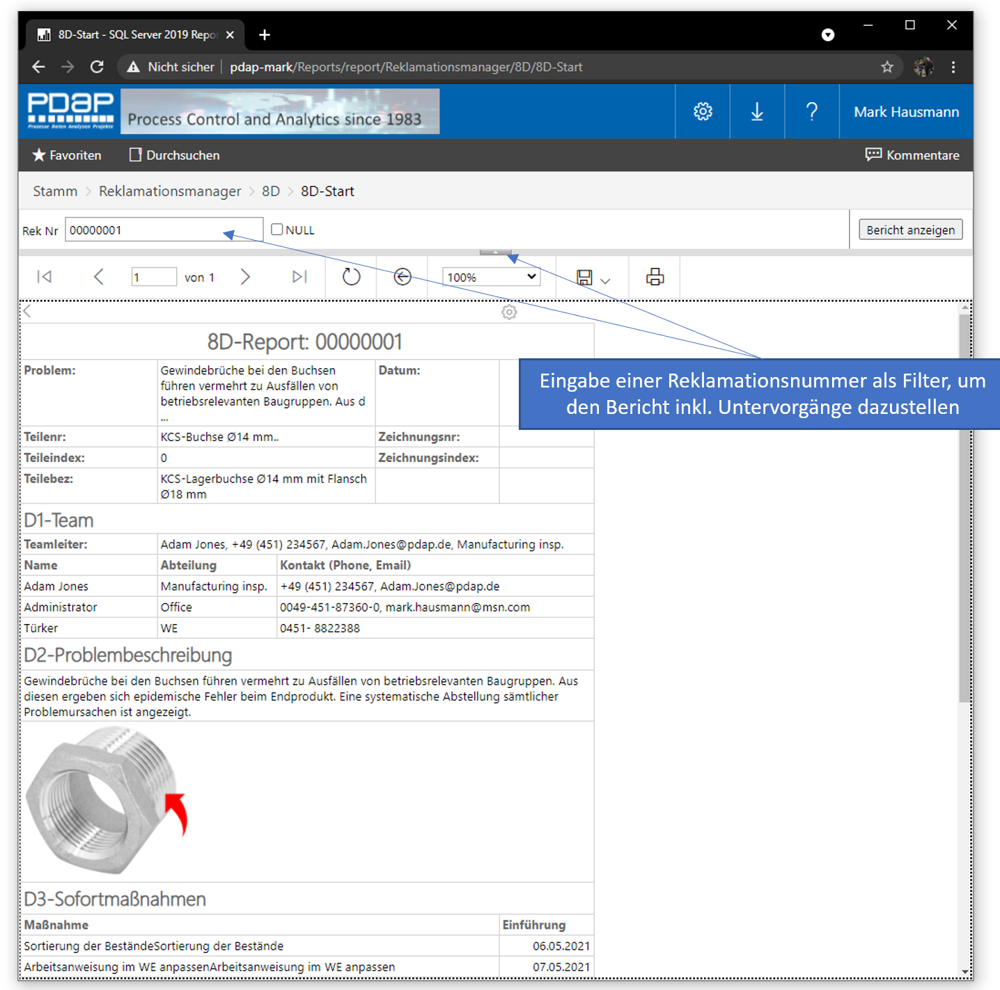 8D-Start - SQL Server 2019 Repo
Nicht sicher | pdap-mark/Reports/report/Reklamationsmanager/8D/8D-Start
PDaP
Prozesse Daten Analysen Projekte
Process Control and Analytics since 1983
? Mark Hausmann
Favoriten Durchsuchen Kommentare
Stamm > Reklamationsmanager > 8D > 8D-Start
Rek Nr 00000001 NULL Bericht anzeigen
1 von 1 100%
8D-Report: 00000001
Problem: Gewindebrüche bei den Buchsen Datum:
führen vermehrt zu Ausfällen von
betriebsrelevanten Baugruppen. Aus d
...
Eingabe einer Reklamationsnummer als Filter, um
den Bericht inkl. Untervorgänge dazustellen
Teilenr: KCS-Buchse Ø14 mm.. Zeichnungsnr:
Teileindex: 0 Zeichnungsindex:
Teilebez: KCS-Lagerbuchse Ø14 mm mit Flansch
Ø18 mm
D1-Team
Teamleiter: Adam Jones, +49 (451) 234567, Adam.Jones@pdap.de, Manufacturing insp.
Name Abteilung Kontakt (Phone, Email)
Adam Jones Manufacturing insp. +49 (451) 234567, Adam.Jones@pdap.de
Administrator Office 0049-451-87360-0, mark.hausmann@msn.com
Türker WE 0451- 8822388
D2-Problembeschreibung
Gewindebrüche bei den Buchsen führen vermehrt zu Ausfällen von betriebsrelevanten Baugruppen. Aus
diesen ergeben sich epidemische Fehler beim Endprodukt. Eine systematische Abstellung sämtlicher
Problemursachen ist angezeigt.
D3-Sofortmaßnahmen
Maßnahme Einführung
Sortierung der BeständeSortierung der Bestände 06.05.2021
Arbeitsanweisung im WE anpassenArbeitsanweisung im WE anpassen 07.05.2021